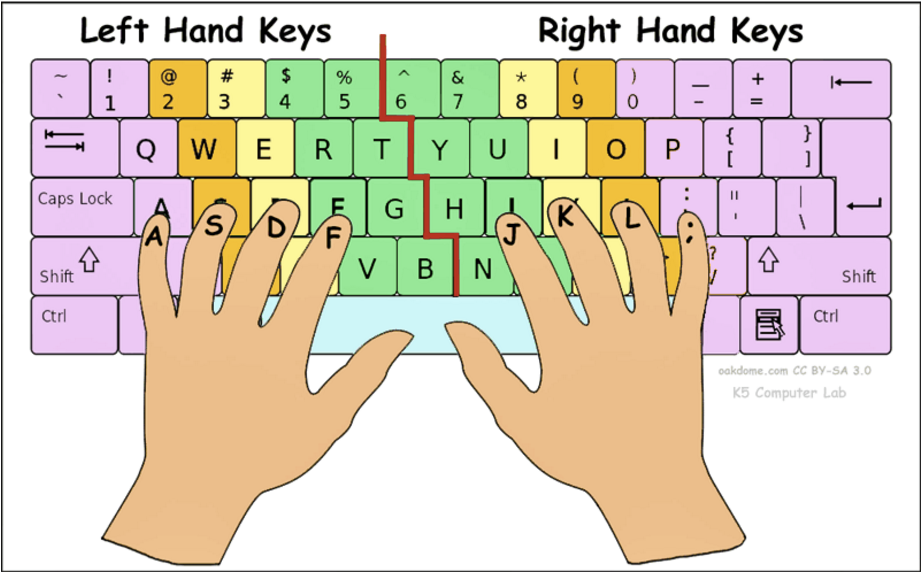 Left Hand Keys Right Hand Keys
~ ! @ # $ % ^ & * ( ) _ +
` 1 2 3 4 5 6 7 8 9 0 - =
Q W E R T Y U I O P { }
[ ]
Caps Lock A F G H J : " |
' \
A S D F J K L ;
Shift V B N ? Shift
Ctrl Ctrl
oakdome.com CC BY-SA 3.0
K5 Computer Lab